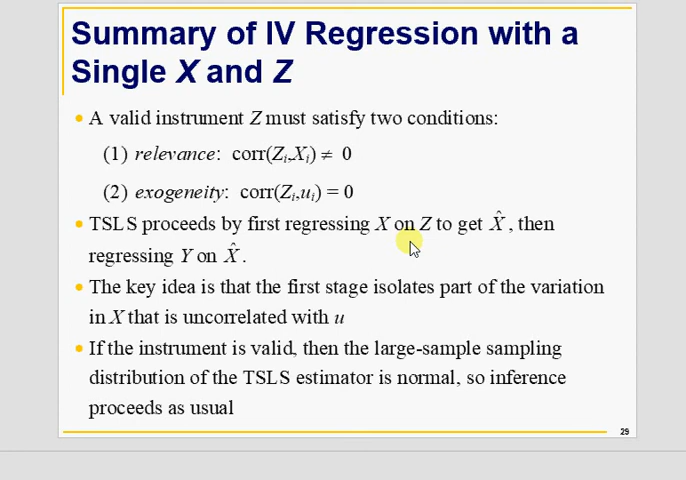 Summary of IV Regression with a
Single X and Z
• A valid instrument Z must satisfy two conditions:
(1) relevance: corr(Zi,Xi) ≠ 0
(2) exogeneity: corr(Zi,ui) = 0
• TSLS proceeds by first regressing X on Z to get X̂, then
regressing Y on X̂.
• The key idea is that the first stage isolates part of the variation
in X that is uncorrelated with u
• If the instrument is valid, then the large-sample sampling
distribution of the TSLS estimator is normal, so inference
proceeds as usual
29